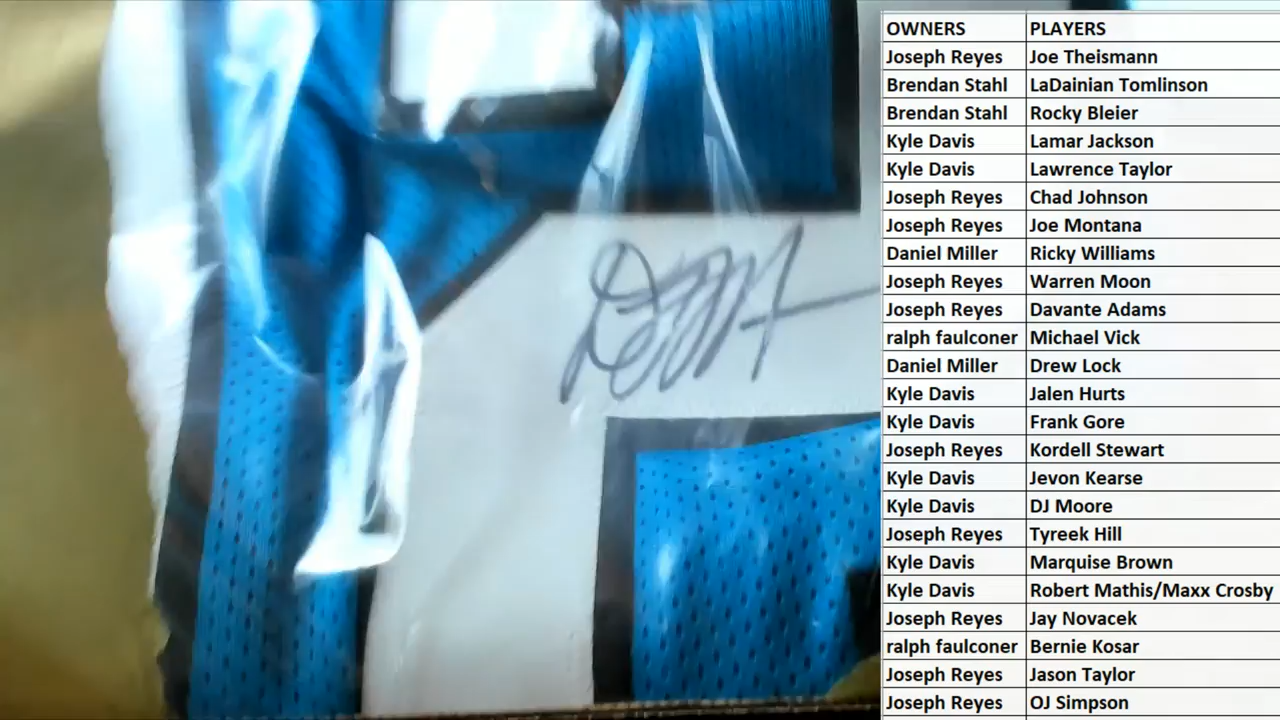 OWNERS PLAYERS
Joseph Reyes Joe Theismann
Brendan Stahl LaDainian Tomlinson
Brendan Stahl Rocky Bleier
Kyle Davis Lamar Jackson
Kyle Davis Lawrence Taylor
Joseph Reyes Chad Johnson
Joseph Reyes Joe Montana
Daniel Miller Ricky Williams
Joseph Reyes Warren Moon
Joseph Reyes Davante Adams
ralph faulconer Michael Vick
Daniel Miller Drew Lock
Kyle Davis Jalen Hurts
Kyle Davis Frank Gore
Joseph Reyes Kordell Stewart
Kyle Davis Jevon Kearse
Kyle Davis DJ Moore
Joseph Reyes Tyreek Hill
Kyle Davis Marquise Brown
Kyle Davis Robert Mathis/Maxx Crosby
Joseph Reyes Jay Novacek
ralph faulconer Bernie Kosar
Joseph Reyes Jason Taylor
Joseph Reyes OJ Simpson